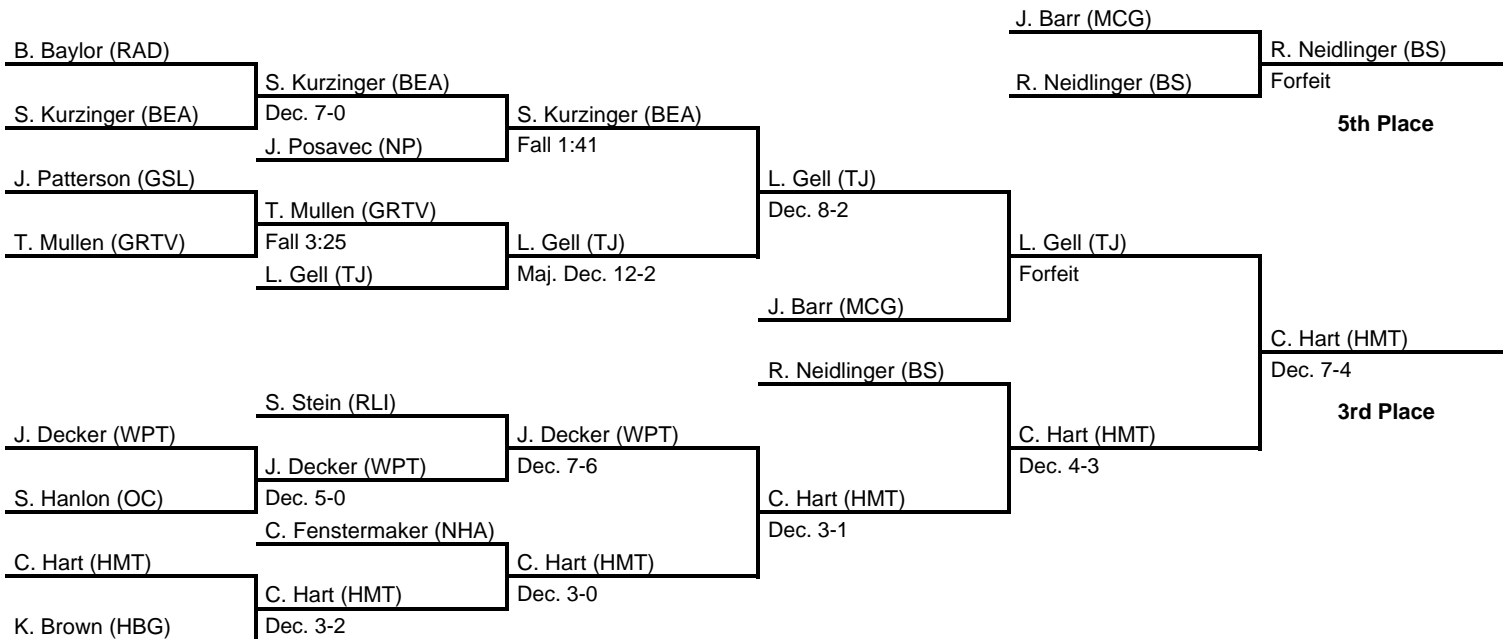 J. Barr (MCG)
B. Baylor (RAD)
R. Neidlinger (BS)
S. Kurzinger (BEA)
R. Neidlinger (BS)
Forfeit
S. Kurzinger (BEA)
Dec. 7-0
S. Kurzinger (BEA)
5th Place
J. Posavec (NP)
Fall 1:41
J. Patterson (GSL)
L. Gell (TJ)
T. Mullen (GRTV)
Dec. 8-2
T. Mullen (GRTV)
Fall 3:25
L. Gell (TJ)
L. Gell (TJ)
L. Gell (TJ)
Maj. Dec. 12-2
Forfeit
J. Barr (MCG)
C. Hart (HMT)
R. Neidlinger (BS)
Dec. 7-4
S. Stein (RLI)
3rd Place
J. Decker (WPT)
J. Decker (WPT)
C. Hart (HMT)
J. Decker (WPT)
Dec. 7-6
Dec. 4-3
S. Hanlon (OC)
Dec. 5-0
C. Hart (HMT)
C. Fenstermaker (NHA)
Dec. 3-1
C. Hart (HMT)
C. Hart (HMT)
C. Hart (HMT)
Dec. 3-0
K. Brown (HBG)
Dec. 3-2